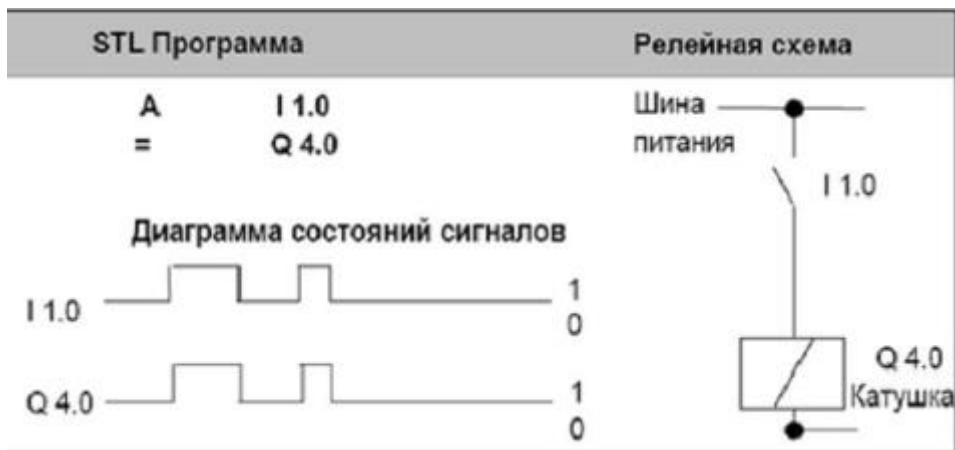 STL Программа
Релейная схема
A I 1.0
= Q 4.0
Шина
питания
I 1.0
Диаграмма состояний сигналов
I 1.0
1
0
Q 4.0
1
0
Q 4.0
Катушка